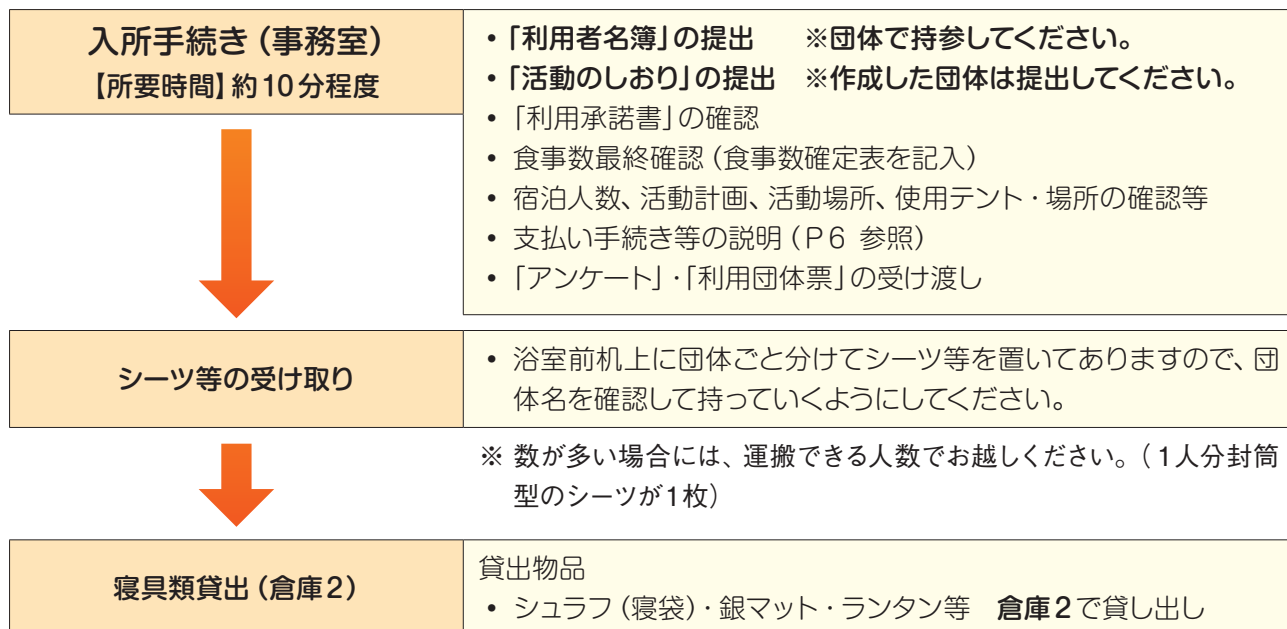 入所手続き（事務室）
【所要時間】約10分程度
• 「利用者名簿」の提出　※団体で持参してください。
• 「活動のしおり」の提出　※作成した団体は提出してください。
• 「利用承諾書」の確認
• 食事数最終確認（食事数確定表を記入）
• 宿泊人数、活動計画、活動場所、使用テント・場所の確認等
• 支払い手続き等の説明（P6 参照）
• 「アンケート」・「利用団体票」の受け渡し
シーツ等の受け取り
• 浴室前机上に団体ごと分けてシーツ等を置いてありますので、団
体名を確認して持っていくようにしてください。
※ 数が多い場合には、運搬できる人数でお越しください。（1人分封筒
型のシーツが1枚）
寝具類貸出（倉庫2）
貸出物品
• シュラフ（寝袋）・銀マット・ランタン等　倉庫2で貸し出し